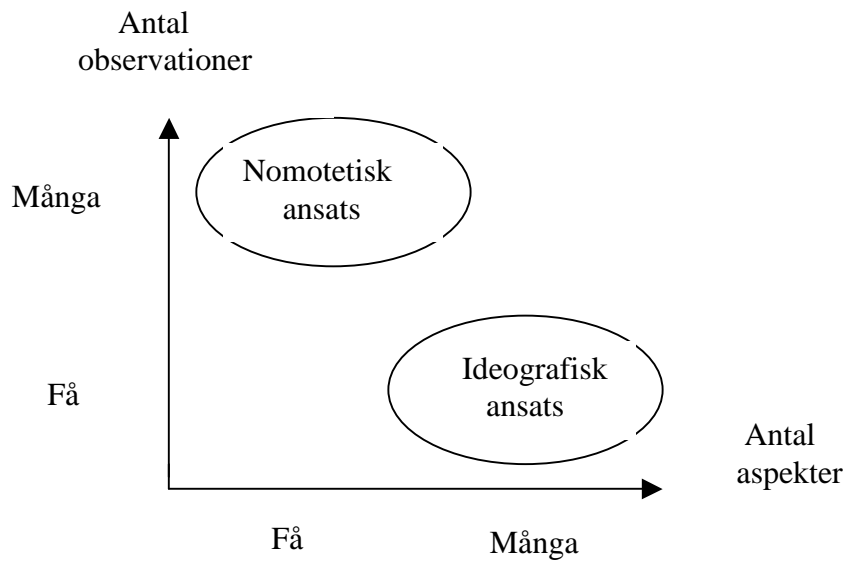 Antal
observationer
Nomotetisk
ansats
Många
Ideografisk
ansats
Få
Antal
aspekter
Få
Många